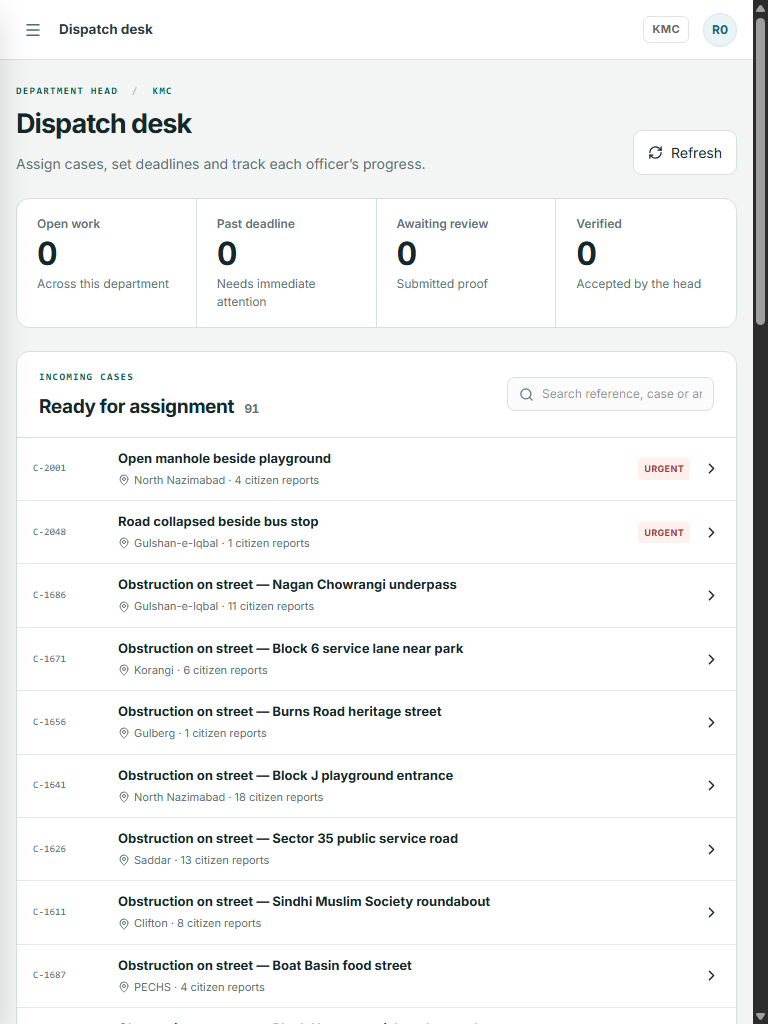 Dispatch desk
KMC
RO
DEPARTMENT HEAD / KMC
Dispatch desk
Assign cases, set deadlines and track each officer's progress.
Refresh
Open work
0
Across this department
Past deadline
0
Needs immediate
attention
Awaiting review
0
Submitted proof
Verified
0
Accepted by the head
INCOMING CASES
Ready for assignment 91
Search reference, case or ar
C-2001
Open manhole beside playground
North Nazimabad · 4 citizen reports
URGENT
C-2048
Road collapsed beside bus stop
Gulshan-e-Iqbal · 1 citizen reports
URGENT
C-1686
Obstruction on street — Nagan Chowrangi underpass
Gulshan-e-Iqbal · 11 citizen reports
C-1671
Obstruction on street — Block 6 service lane near park
Korangi · 6 citizen reports
C-1656
Obstruction on street — Burns Road heritage street
Gulberg · 1 citizen reports
C-1641
Obstruction on street — Block J playground entrance
North Nazimabad · 18 citizen reports
C-1626
Obstruction on street — Sector 35 public service road
Saddar · 13 citizen reports
C-1611
Obstruction on street — Sindhi Muslim Society roundabout
Clifton · 8 citizen reports
C-1687
Obstruction on street — Boat Basin food street
PECHS · 4 citizen reports